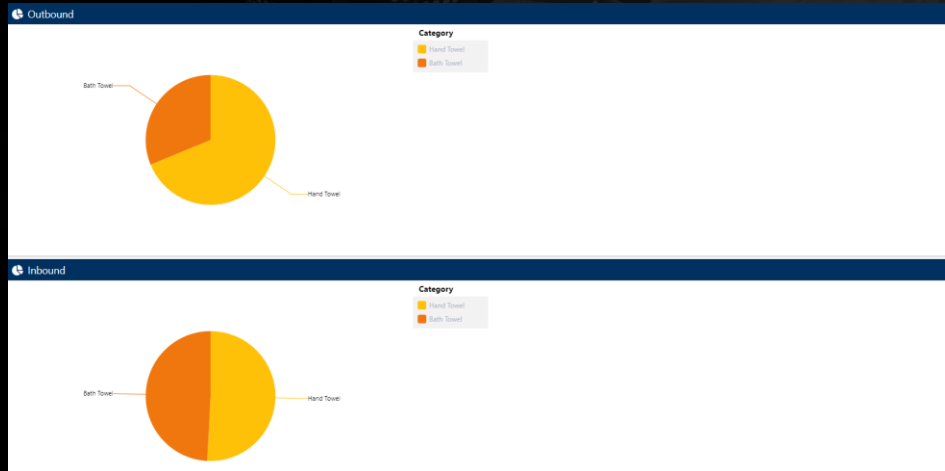 Outbound
Category
Hand Towel
Bath Towel
Bath Towel
Hand Towel
Inbound
Category
Hand Towel
Bath Towel
Bath Towel
Hand Towel